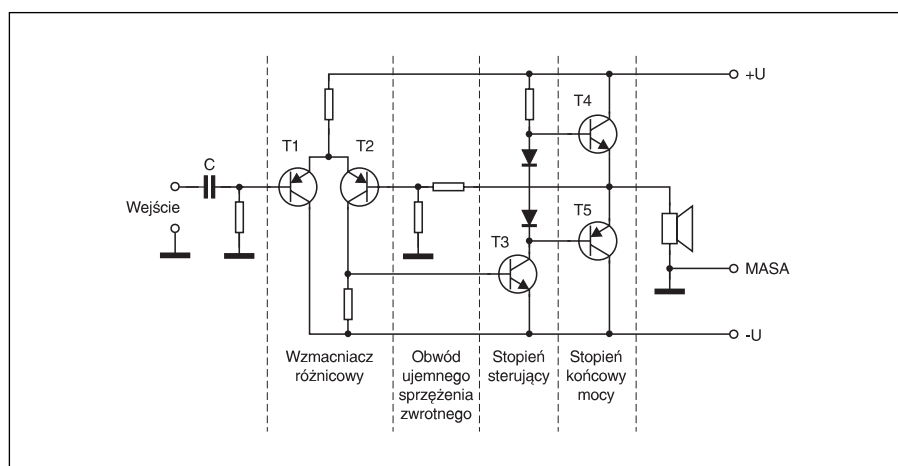 +U
T4
T1
T2
C
Wejście
T5
T3
MASA
-U
Wzmacniacz
różnicowy
Obwód
ujemnego
sprzężenia
zwrotnego
Stopień
sterujący
Stopień
końcowy
mocy